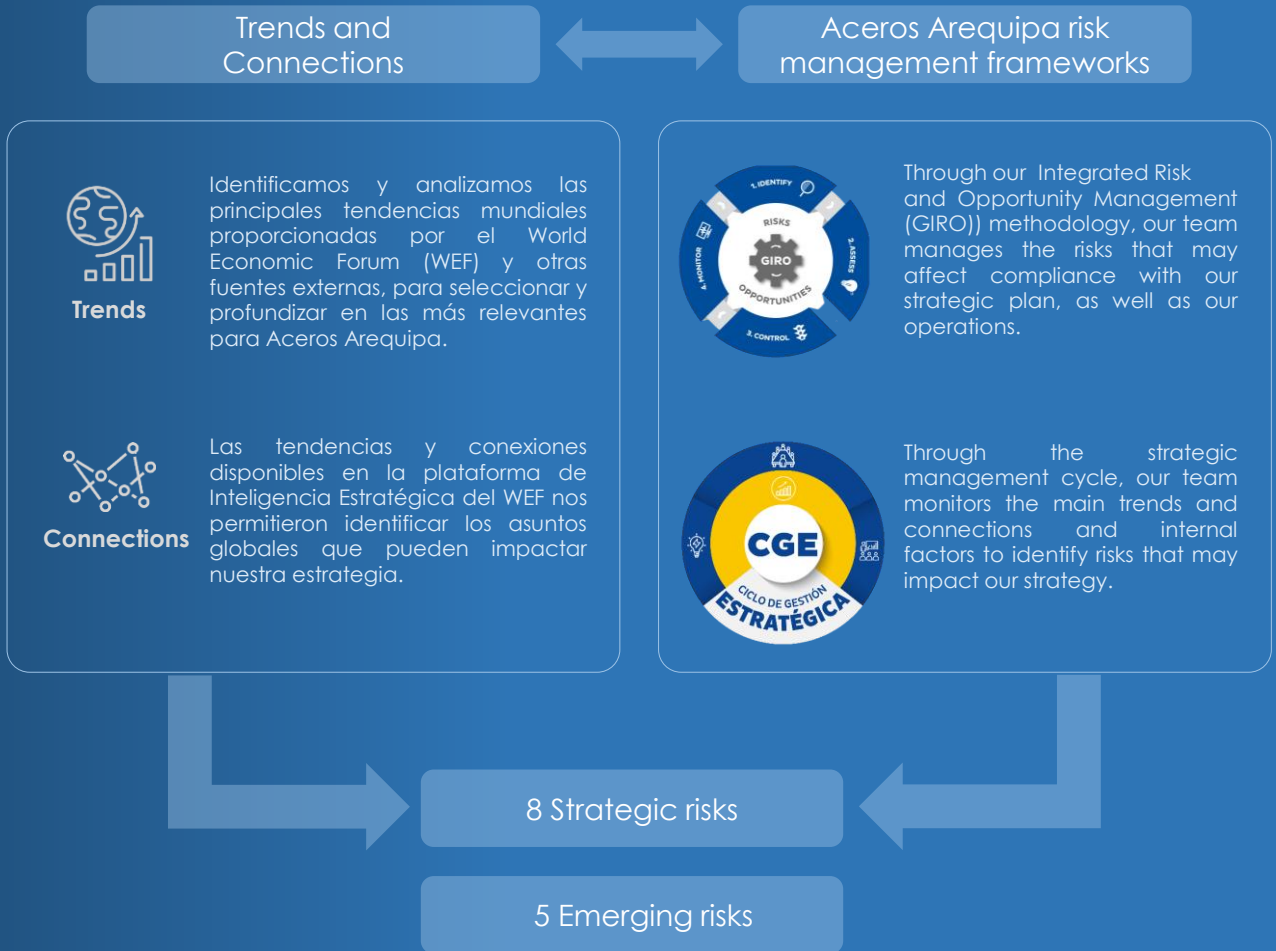 Trends and
Connections
Aceros Arequipa risk
management frameworks
Trends
Identificamos y analizamos las
principales tendencias mundiales
proporcionadas por el World
Economic Forum (WEF) y otras
fuentes externas, para seleccionar y
profundizar en las más relevantes
para Aceros Arequipa.
Connections
Las tendencias y conexiones
disponibles en la plataforma de
Inteligencia Estratégica del WEF nos
permitieron identificar los asuntos
globales que pueden impactar
nuestra estrategia.
1. IDENTIFY
2. ASSESS
3. CONTROL
4. MONITOR
RISKS
GIRO
OPPORTUNITIES
Through our Integrated Risk
and Opportunity Management
(GIRO)) methodology, our team
manages the risks that may
affect compliance with our
strategic plan, as well as our
operations.
CGE
CICLO DE GESTIÓN
ESTRATÉGICA
Through the strategic
management cycle, our team
monitors the main trends and
connections and internal
factors to identify risks that may
impact our strategy.
8 Strategic risks
5 Emerging risks